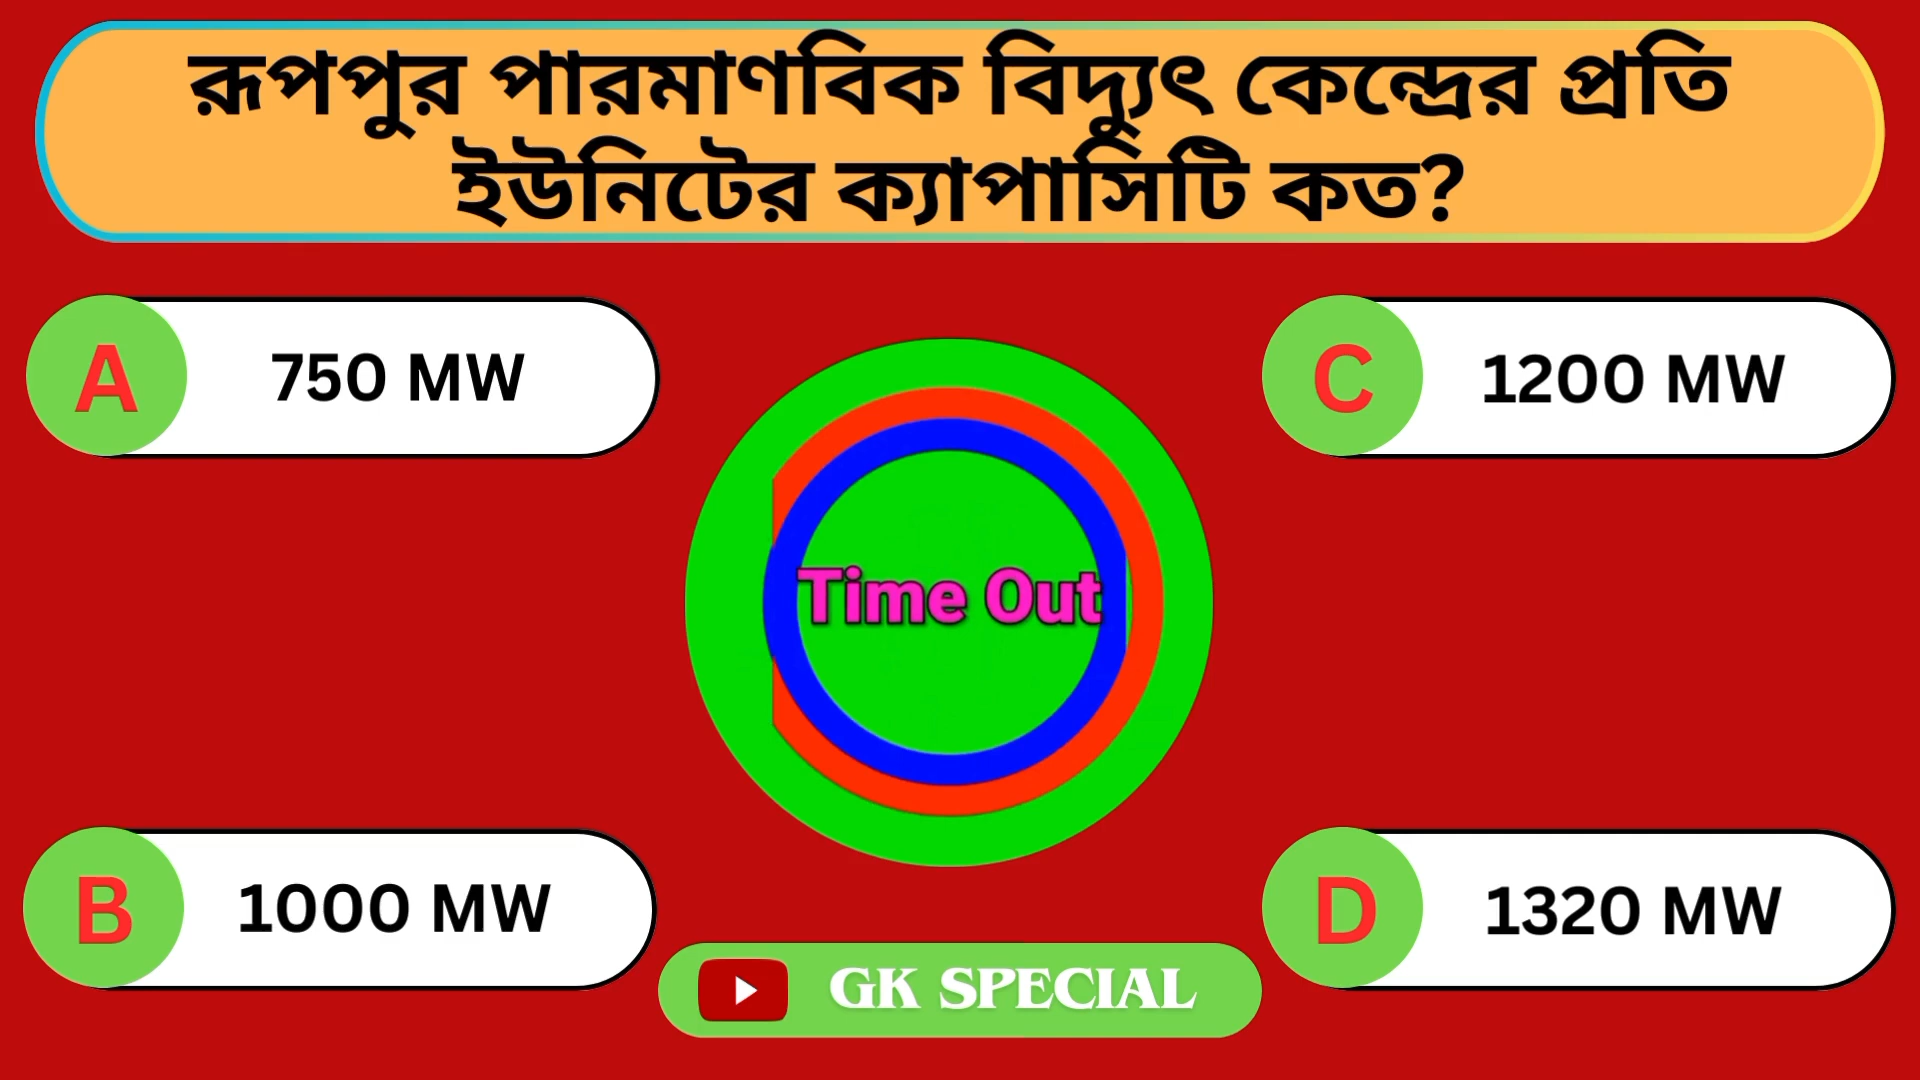 রূপপুর পারমাণবিক বিদ্যুৎ কেন্দ্রের প্রতি
ইউনিটের ক্যাপাসিটি কত?
A 750 MW
C 1200 MW
Time Out
B 1000 MW
D 1320 MW
GK SPECIAL